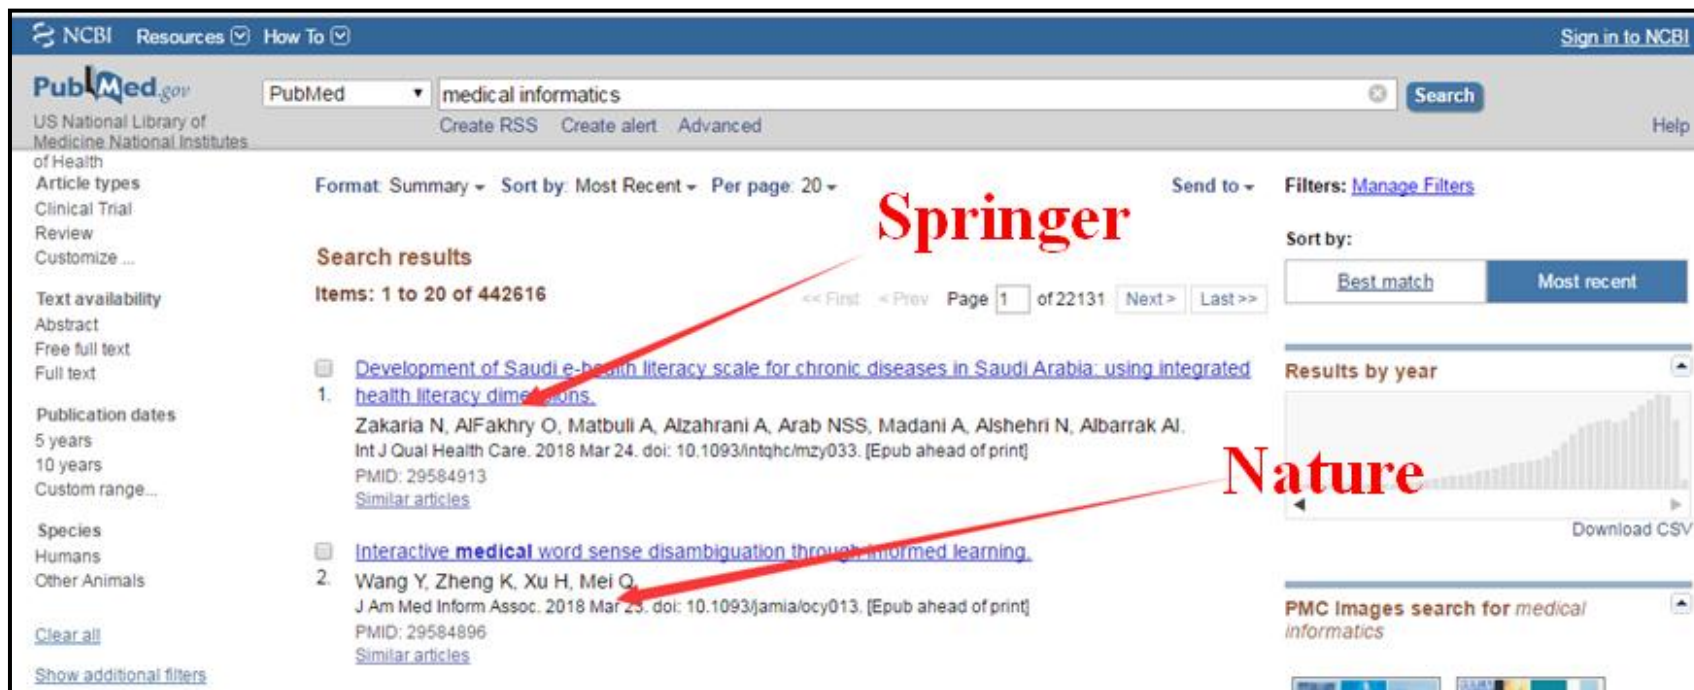 NCBI Resources How To Sign in to NCBI
PubMed.gov
US National Library of
Medicine National Institutes
of Health
PubMed medical informatics Search
Create RSS Create alert Advanced Help
Article types
Clinical Trial
Review
Customize ...
Text availability
Abstract
Free full text
Full text
Publication dates
5 years
10 years
Custom range...
Species
Humans
Other Animals
Clear all
Show additional filters
Format: Summary Sort by: Most Recent Per page: 20 Send to
Springer
Search results
Items: 1 to 20 of 442616
<< First < Prev Page 1 of 22131 Next > Last >>
Development of Saudi e-health literacy scale for chronic diseases in Saudi Arabia: using integrated
1. health literacy dimensions.
Zakaria N, AlFakhry O, Matbuli A, Alzahrani A, Arab NSS, Madani A, Alshehri N, Albarrak AI.
Int J Qual Health Care. 2018 Mar 24. doi: 10.1093/intqhc/mzy033. [Epub ahead of print]
PMID: 29584913
Similar articles
Nature
Interactive medical word sense disambiguation through informed learning.
2. Wang Y, Zheng K, Xu H, Mei Q.
J Am Med Inform Assoc. 2018 Mar 23. doi: 10.1093/jamia/ocy013. [Epub ahead of print]
PMID: 29584896
Similar articles
Filters: Manage Filters
Sort by:
Best match Most recent
Results by year
Download CSV
PMC Images search for medical
informatics